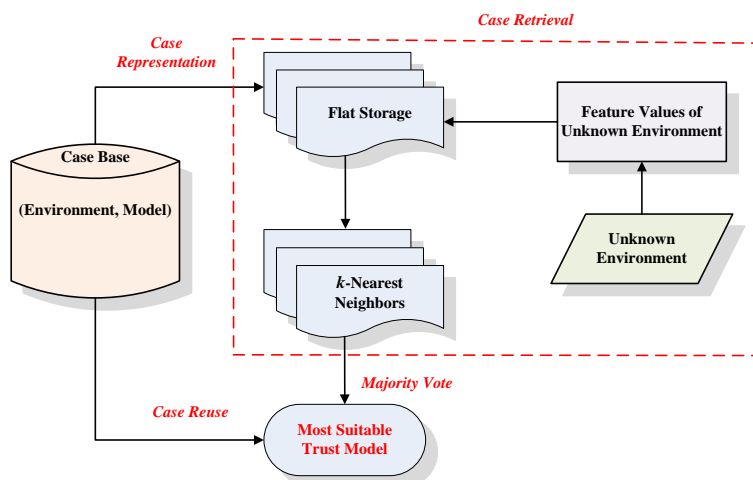 Case Retrieval
Case
Representation
Flat Storage
Feature Values of
Unknown Environment
Case Base
(Environment, Model)
Unknown
Environment
k-Nearest
Neighbors
Majority Vote
Case Reuse
Most Suitable
Trust Model